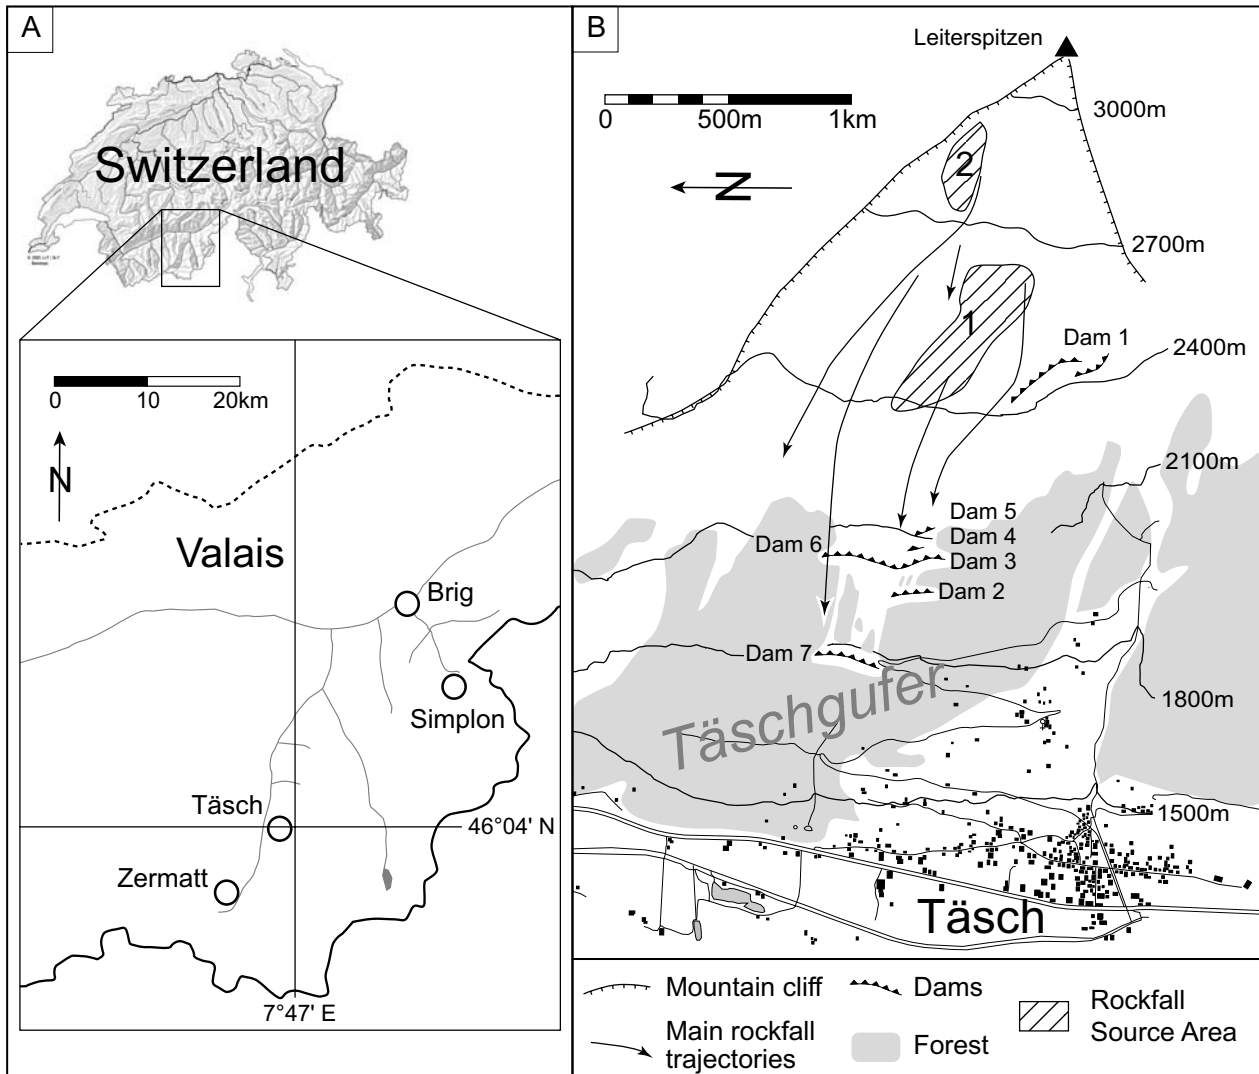 A
Switzerland
0
10
20km
N
Valais
Brig
Simplon
Täsch
46°04' N
Zermatt
7°47' E
B
Leiterspitzen
0
500m
1km
3000m
N
2
2700m
1
Dam 1
2400m
2100m
Dam 5
Dam 4
Dam 6
Dam 3
Dam 2
Dam 7
Täschgufer
1800m
1500m
Täsch
Mountain cliff
Dams
Rockfall
Source Area
Main rockfall
trajectories
Forest